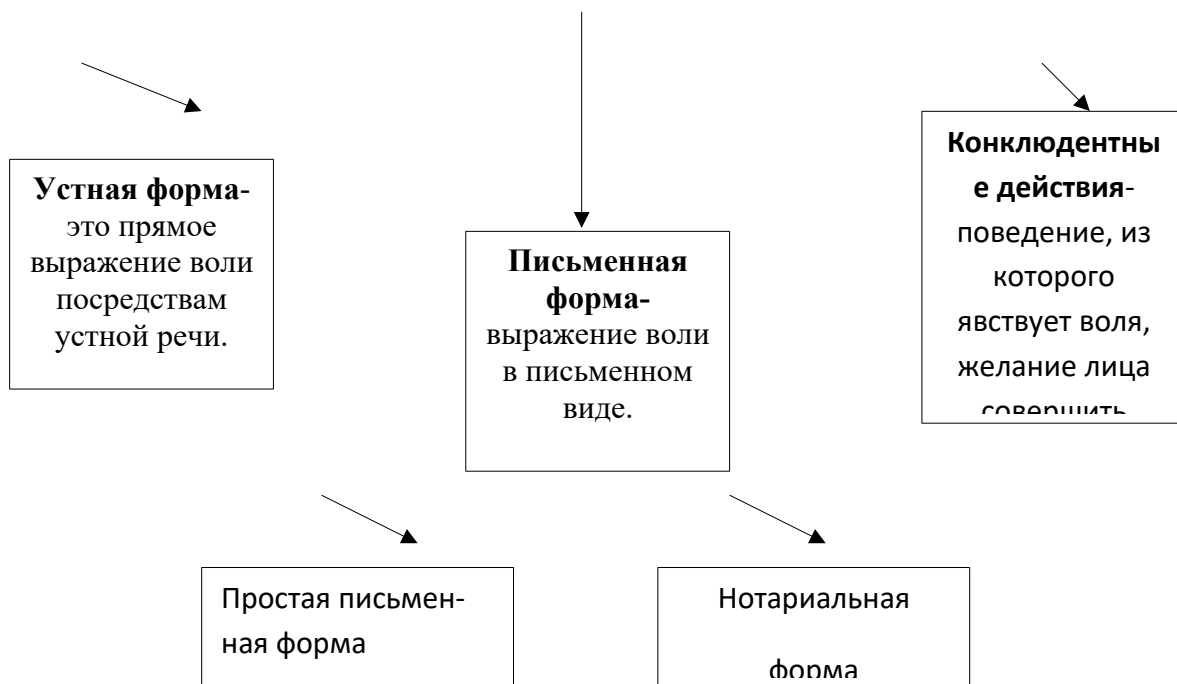 Устная форма-
это прямое
выражение воли
посредствам
устной речи.
Письменная
форма-
выражение воли
в письменном
виде.
Конклюдентны
е действия-
поведение, из
которого
явствует воля,
желание лица
совершить
Простая письмен-
ная форма
Нотариальная
форма